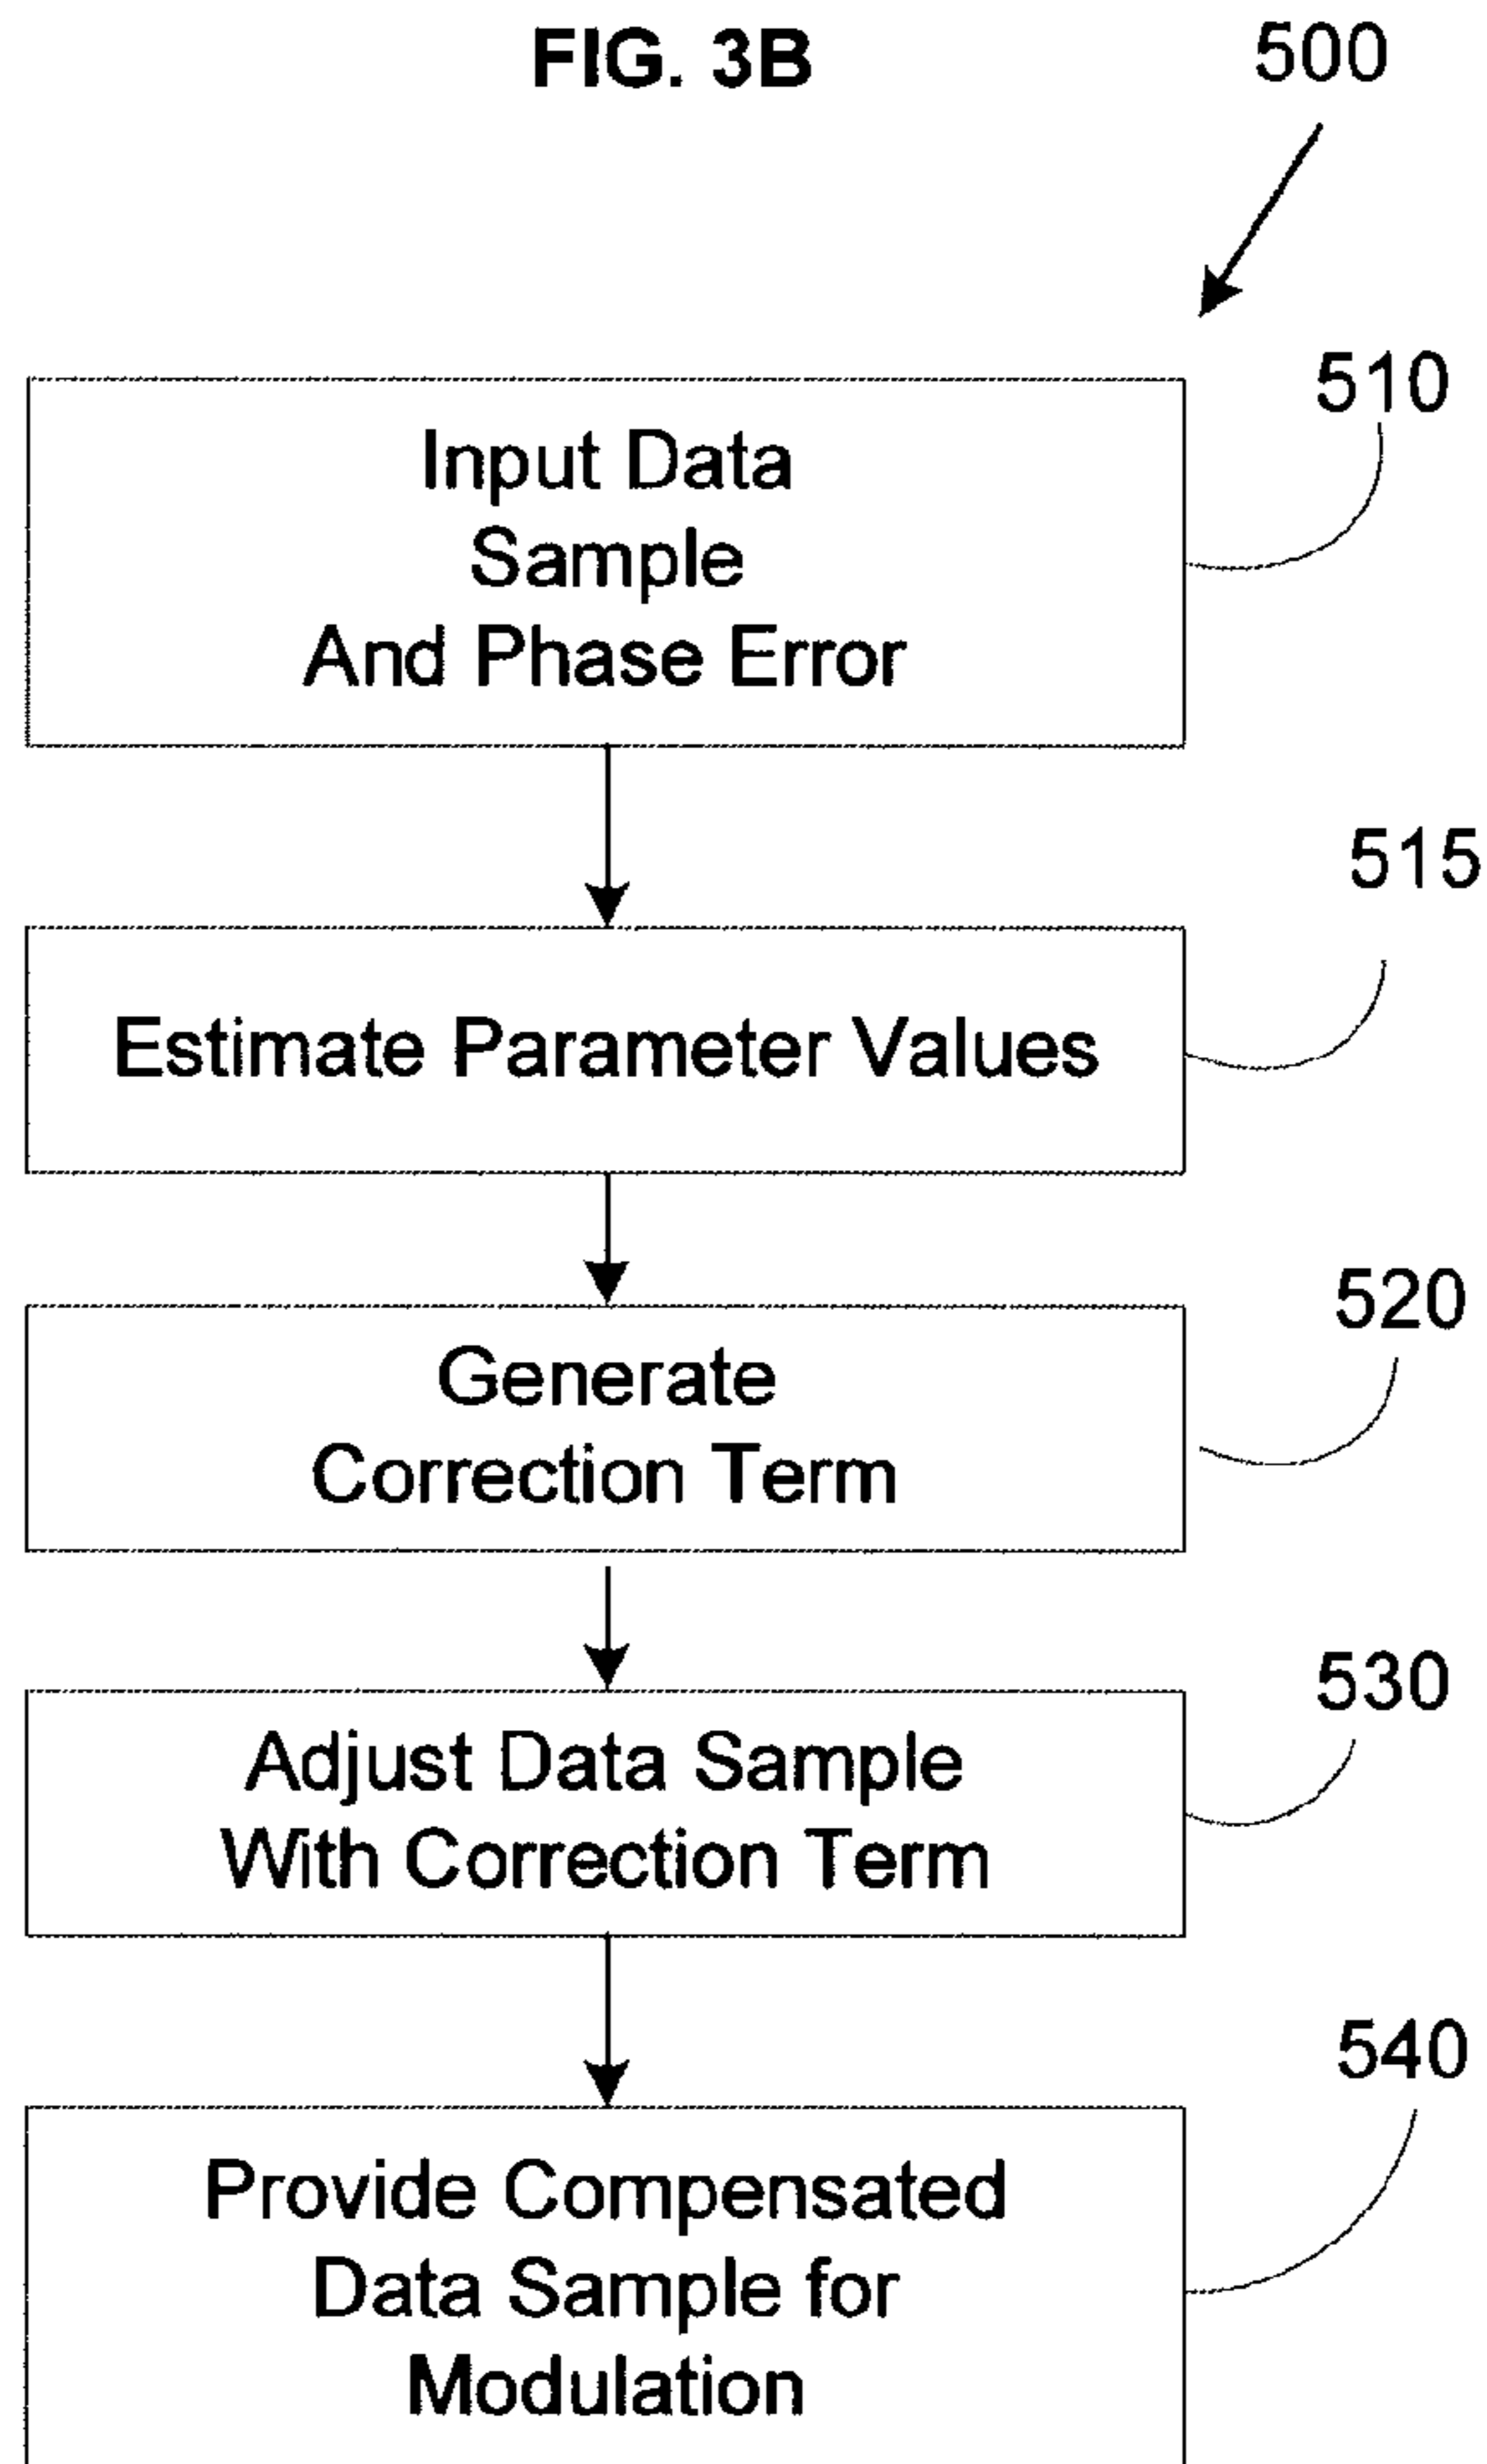 FIG. 3B
500
510
Input Data
Sample
And Phase Error
515
Estimate Parameter Values
520
Generate
Correction Term
530
Adjust Data Sample
With Correction Term
540
Provide Compensated
Data Sample for
Modulation